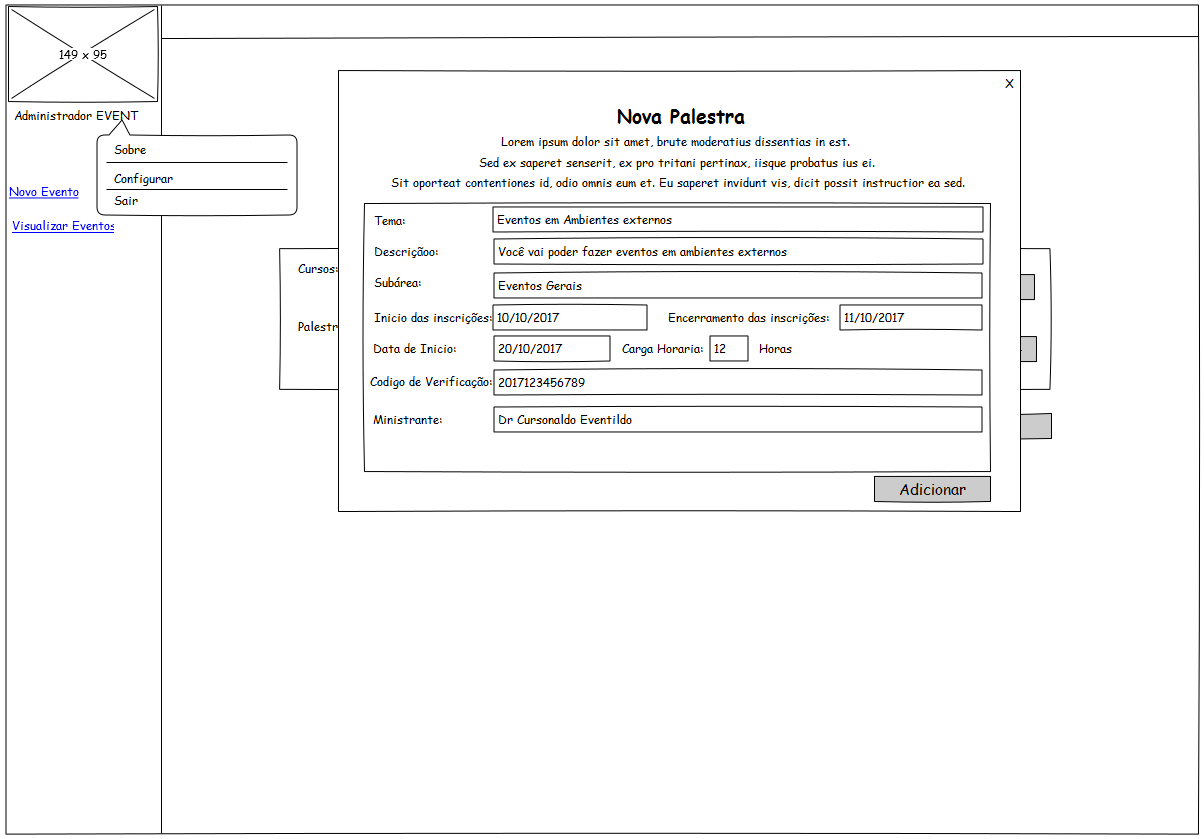 149 x 95
Administrador EVENT
Sobre
Configurar
Sair
Novo Evento
Visualizar Eventos
Cursos:
Palestr
X
Nova Palestra
Lorem ipsum dolor sit amet, brute moderatius dissentias in est.
Sed ex saperet senserit, ex pro tritani pertinax, iisque probatus ius ei.
Sit oporteat contentiones id, odio omnis eum et. Eu saperet invidunt vis, dicit possit instructior ea sed.
Tema: Eventos em Ambientes externos
Descriçãoo: Você vai poder fazer eventos em ambientes externos
Subárea: Eventos Gerais
Inicio das inscrições: 10/10/2017 Encerramento das inscrições: 11/10/2017
Data de Inicio: 20/10/2017 Carga Horaria: 12 Horas
Codigo de Verificação: 2017123456789
Ministrante: Dr Cursonaldo Eventildo
Adicionar